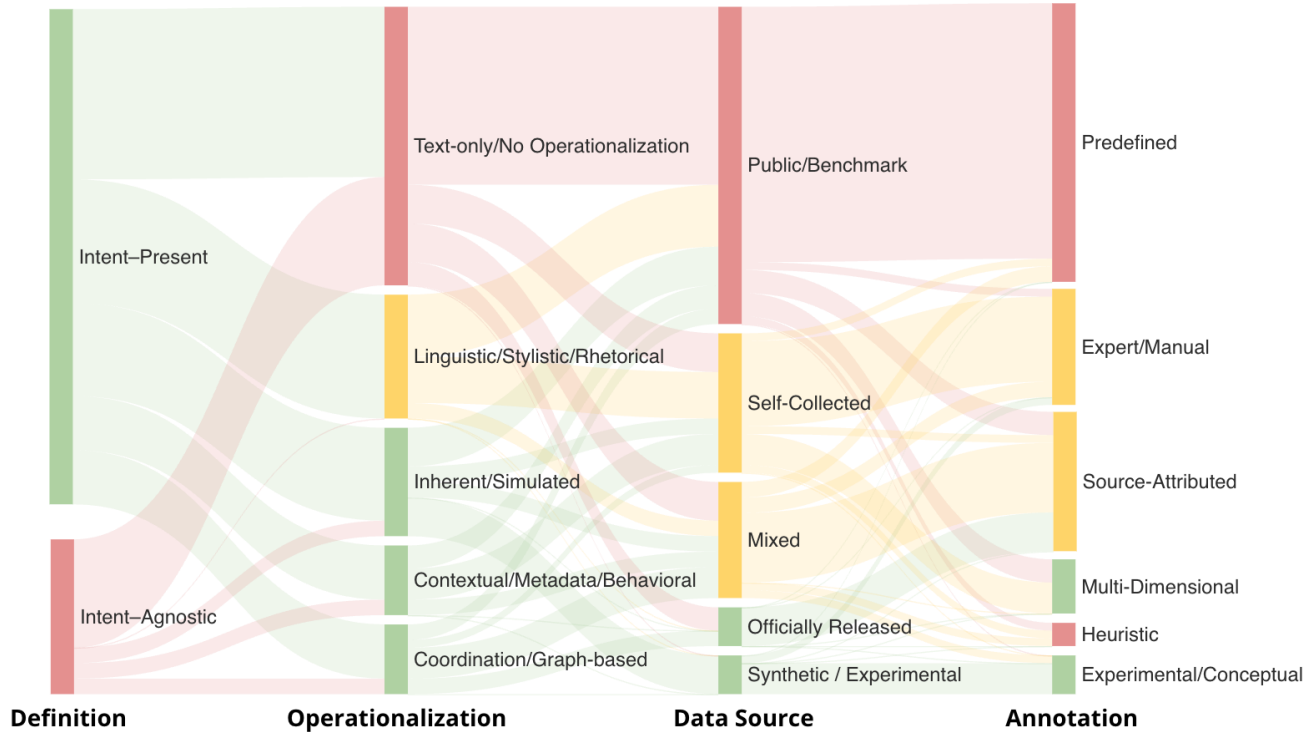 Intent–Present
Intent–Agnostic
Text-only/No Operationalization
Linguistic/Stylistic/Rhetorical
Inherent/Simulated
Contextual/Metadata/Behavioral
Coordination/Graph-based
Public/Benchmark
Self-Collected
Mixed
Officially Released
Synthetic / Experimental
Predefined
Expert/Manual
Source-Attributed
Multi-Dimensional
Heuristic
Experimental/Conceptual
Definition
Operationalization
Data Source
Annotation